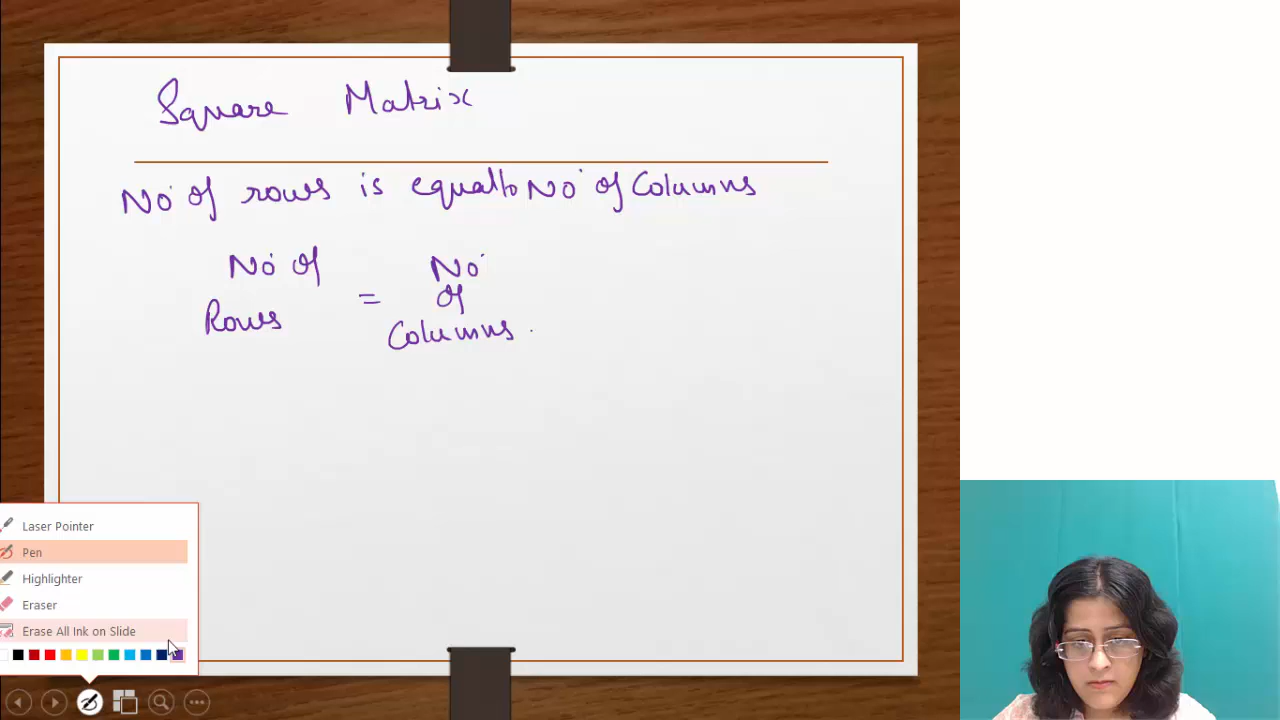 Square Matrix
No of rows is equal to No of Columns
No of
Rows
=
No
of
Columns.
Laser Pointer
Pen
Highlighter
Eraser
Erase All Ink on Slide